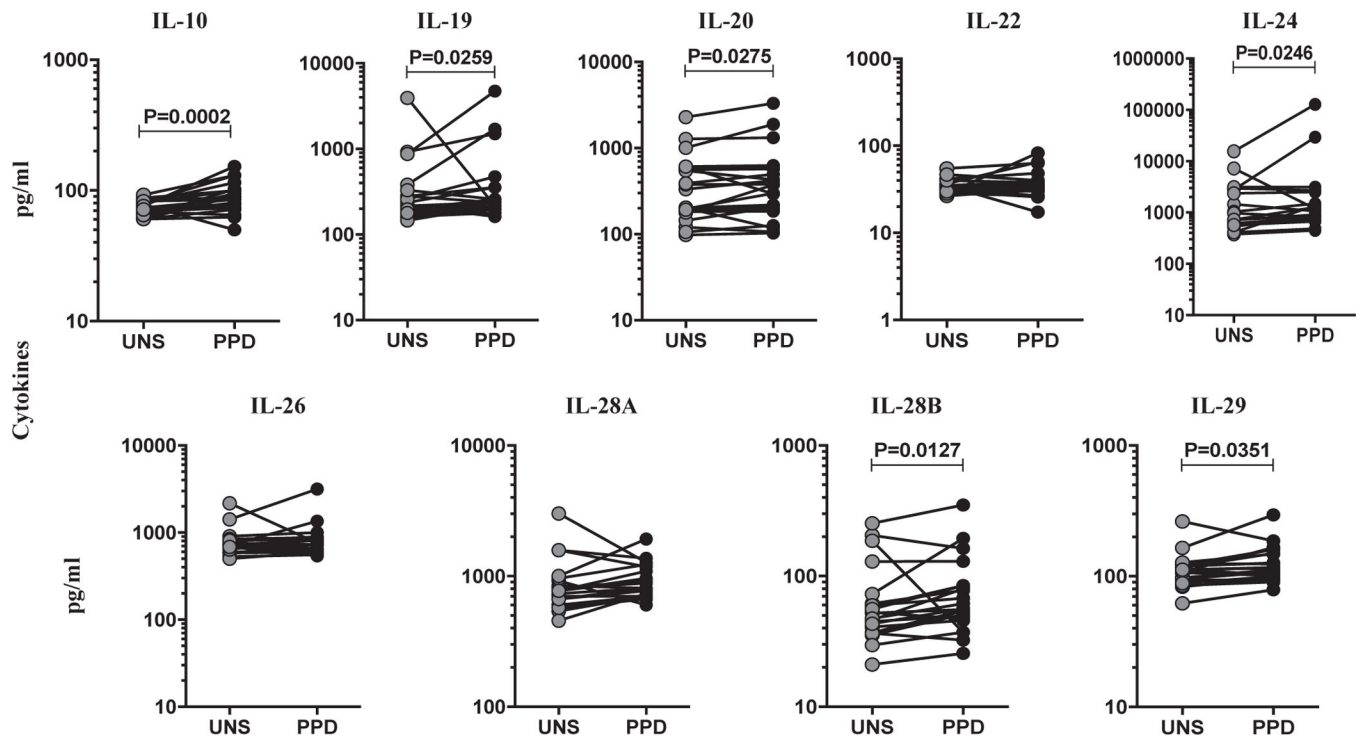 IL-10
IL-19
IL-20
IL-22
IL-24
1000
100
10
P=0.0002
UNS PPD
10000
1000
100
10
P=0.0259
UNS PPD
10000
1000
100
10
P=0.0275
UNS PPD
1000
100
10
1
UNS PPD
1000000
100000
10000
1000
100
10
P=0.0246
UNS PPD
pg/ml
Cytokines
pg/ml
IL-26
IL-28A
IL-28B
IL-29
10000
1000
100
10
UNS PPD
10000
1000
100
UNS PPD
1000
100
10
P=0.0127
UNS PPD
1000
100
10
P=0.0351
UNS PPD